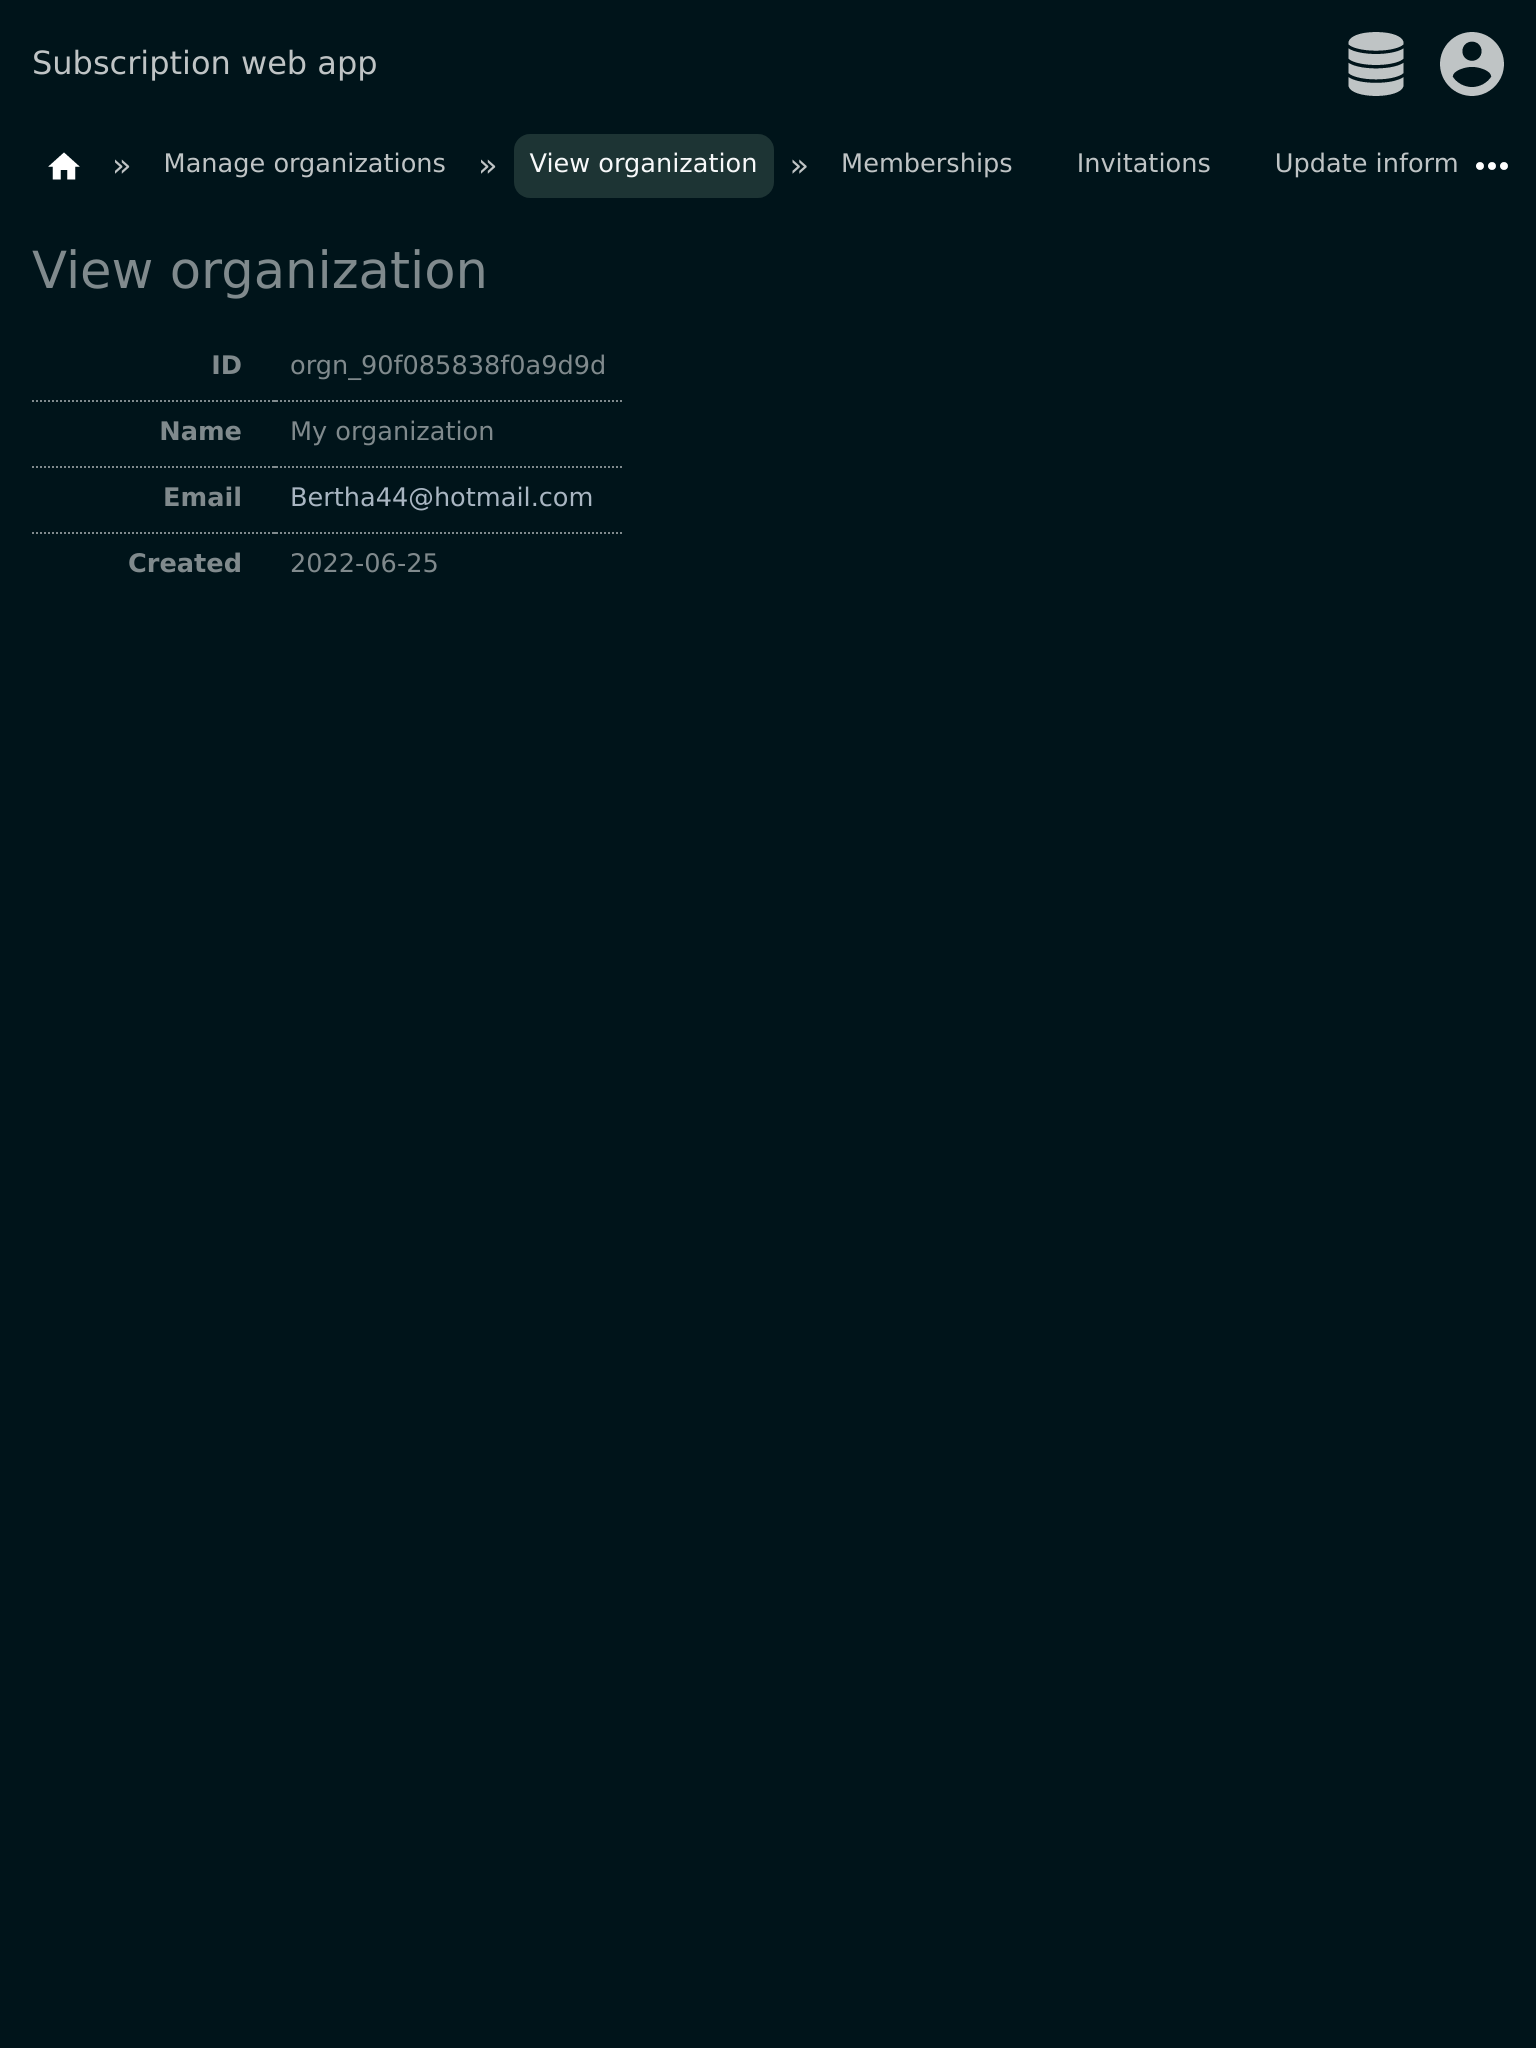 Subscription web app
» Manage organizations » View organization » Memberships Invitations Update inform
View organization
ID orgn_90f085838f0a9d9d
Name My organization
Email Bertha44@hotmail.com
Created 2022-06-25